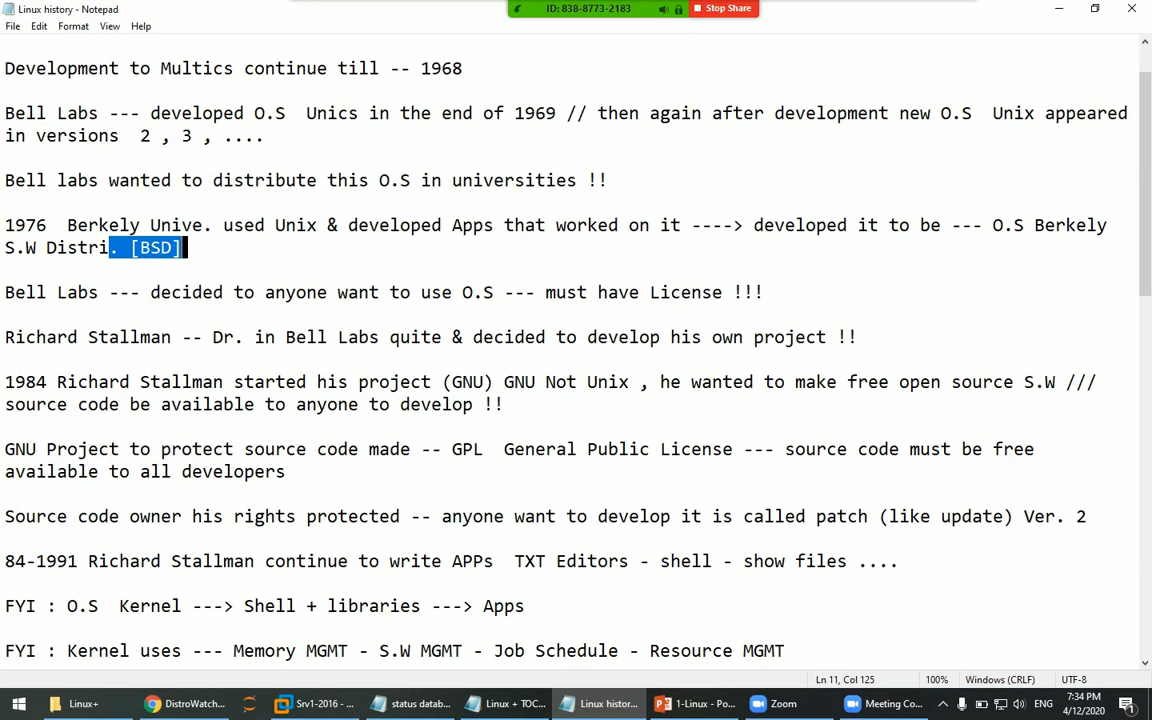 Linux history - Notepad
ID: 838-8773-2183
Stop Share
File Edit Format View Help
Development to Multics continue till -- 1968
Bell Labs --- developed O.S  Unics in the end of 1969 // then again after development new O.S  Unix appeared
in versions  2 , 3 , ....
Bell labs wanted to distribute this O.S in universities !!
1976  Berkely Unive. used Unix & developed Apps that worked on it ----> developed it to be --- O.S Berkely
S.W Distri. [BSD]
Bell Labs --- decided to anyone want to use O.S --- must have License !!!
Richard Stallman -- Dr. in Bell Labs quite & decided to develop his own project !!
1984 Richard Stallman started his project (GNU) GNU Not Unix , he wanted to make free open source S.W ///
source code be available to anyone to develop !!
GNU Project to protect source code made -- GPL  General Public License --- source code must be free
available to all developers
Source code owner his rights protected -- anyone want to develop it is called patch (like update) Ver. 2
84-1991 Richard Stallman continue to write APPs  TXT Editors - shell - show files ....
FYI : O.S  Kernel ---> Shell + libraries ---> Apps
FYI : Kernel uses --- Memory MGMT - S.W MGMT - Job Schedule - Resource MGMT
Ln 11, Col 125 100% Windows (CRLF) UTF-8
Linux+ DistroWatch... Srv1-2016 - ... status datab... Linux + TOC... Linux histor... 1-Linux - Po... Zoom Meeting Co... ENG 7:34 PM
4/12/2020
1